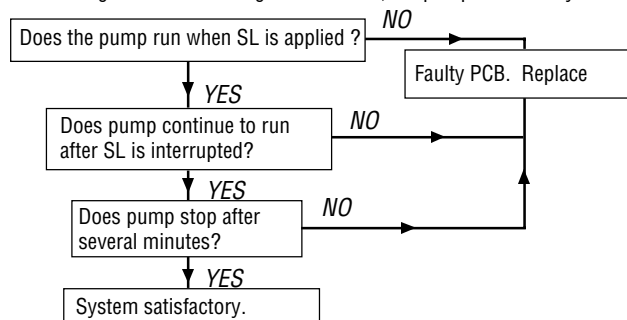 Does the pump run when SL is applied ?
NO
Faulty PCB. Replace
YES
Does pump continue to run
after SL is interrupted?
NO
YES
Does pump stop after
several minutes?
NO
YES
System satisfactory.